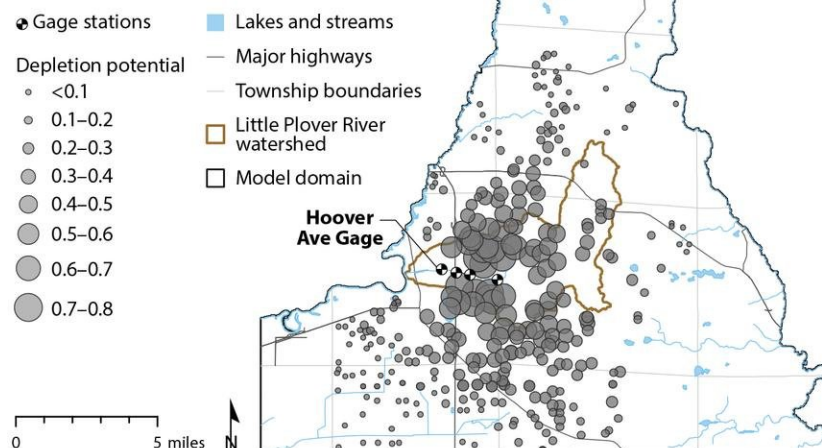 Gage stations
Depletion potential
<0.1
0.1–0.2
0.2–0.3
0.3–0.4
0.4–0.5
0.5–0.6
0.6–0.7
0.7–0.8
Lakes and streams
Major highways
Township boundaries
Little Plover River
watershed
Model domain
Hoover
Ave Gage
0 5 miles
N